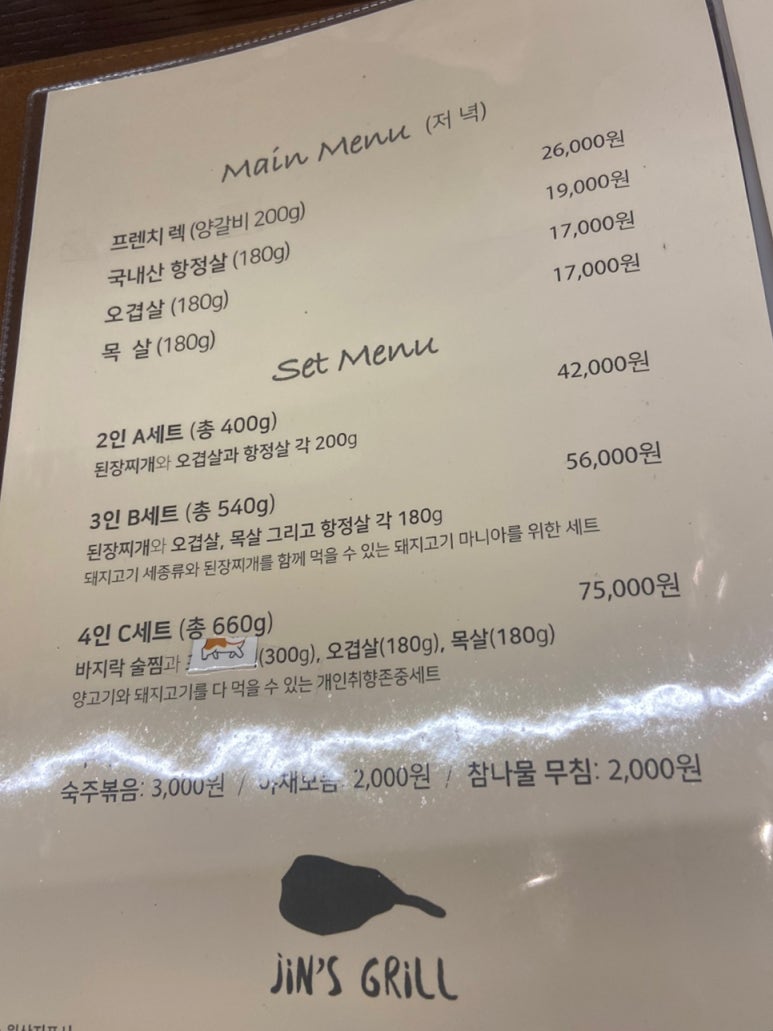 Main Menu (저 녁)
프렌치 렉 (양갈비 200g) 26,000원
국내산 항정살 (180g) 19,000원
오겹살 (180g) 17,000원
목 살 (180g) 17,000원
Set Menu
2인 A세트 (총 400g) 42,000원
된장찌개와 오겹살과 항정살 각 200g
3인 B세트 (총 540g) 56,000원
된장찌개와 오겹살, 목살 그리고 항정살 각 180g
돼지고기 세종류와 된장찌개를 함께 먹을 수 있는 돼지고기 마니아를 위한 세트
4인 C세트 (총 660g) 75,000원
바지락 술찜과 (300g), 오겹살(180g), 목살(180g)
양고기와 돼지고기를 다 먹을 수 있는 개인취향존중세트
숙주볶음: 3,000원 / 2,000원 / 참나물 무침: 2,000원
JiN'S GRiLL